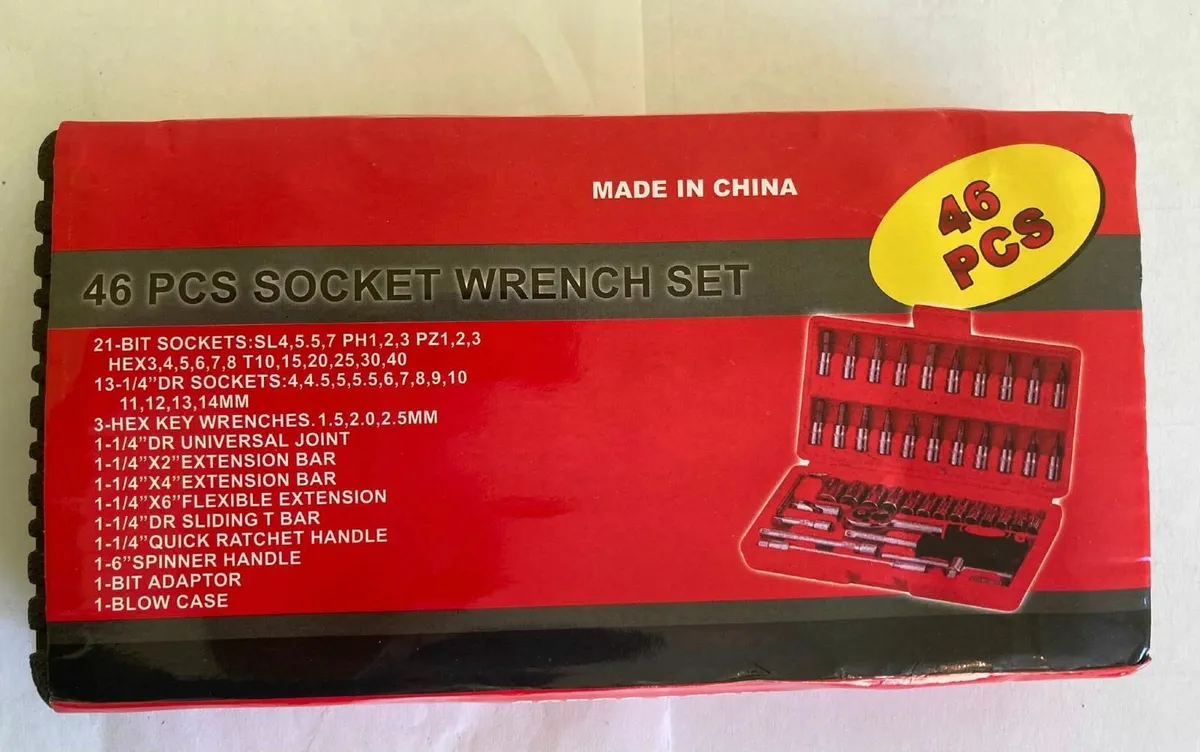 MADE IN CHINA
46
PCS
46 PCS SOCKET WRENCH SET
21-BIT SOCKETS:SL4,5.5,7 PH1,2,3 PZ1,2,3
HEX3,4,5,6,7,8 T10,15,20,25,30,40
13-1/4”DR SOCKETS:4,4.5,5,5.5,6,7,8,9,10
11,12,13,14MM
3-HEX KEY WRENCHES.1.5,2.0,2.5MM
1-1/4”DR UNIVERSAL JOINT
1-1/4”X2”EXTENSION BAR
1-1/4”X4”EXTENSION BAR
1-1/4”X6”FLEXIBLE EXTENSION
1-1/4”DR SLIDING T BAR
1-1/4”QUICK RATCHET HANDLE
1-6”SPINNER HANDLE
1-BIT ADAPTOR
1-BLOW CASE